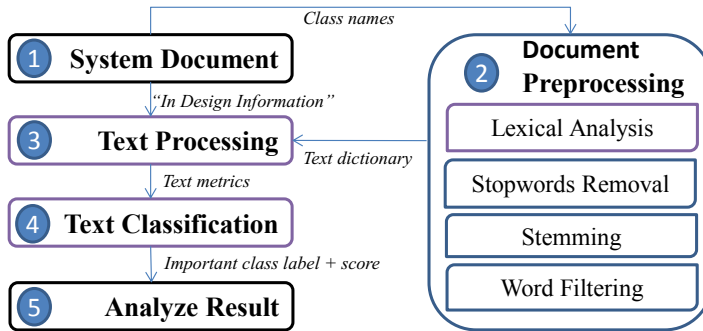 Class names
1 System Document
2 Document
Preprocessing
"In Design Information"
Lexical Analysis
3 Text Processing
Text dictionary
Text metrics
Stopwords Removal
4 Text Classification
Stemming
Important class label + score
Word Filtering
5 Analyze Result